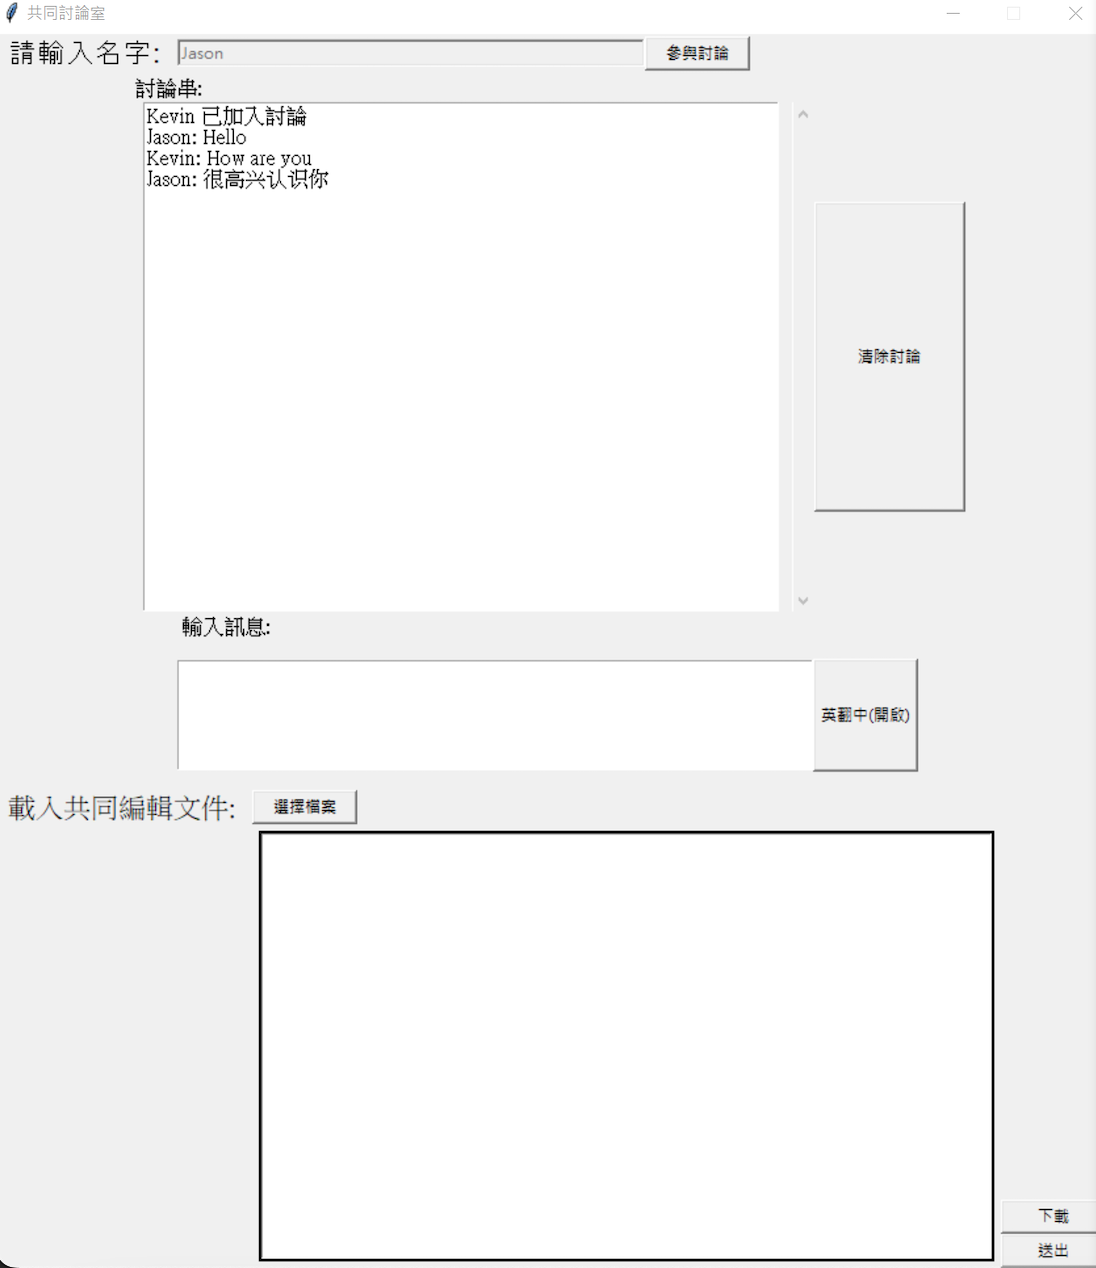 共同討論室
請輸入名字: Jason 參與討論
討論串:
Kevin 已加入討論
Jason: Hello
Kevin: How are you
Jason: 很高兴认识你
清除討論
輸入訊息:
英翻中(開啟)
載入共同編輯文件: 選擇檔案
下載
送出